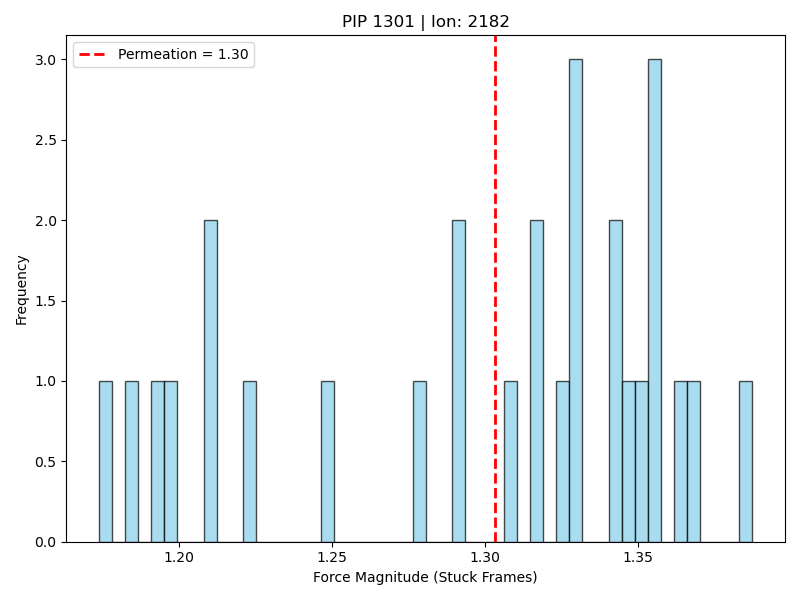 PIP 1301 | Ion: 2182
Permeation = 1.30
3.0
2.5
2.0
1.5
1.0
0.5
0.0
Frequency
1.20
1.25
1.30
1.35
Force Magnitude (Stuck Frames)